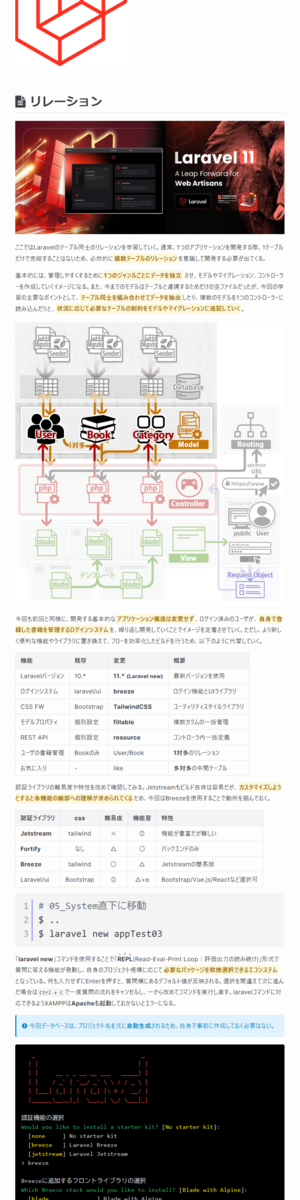 リレーション
Laravel 11
A Leap Forward for
Web Artisans
ここではLaravelのテーブル同士のリレーションを学習していく。通常、1つのアプリケーションを開発する際、1テーブル
だけで完結することはないため、必然的に 複数テーブルのリレーション を意識して開発する必要が出てくる。
基本的には、管理しやすくするために 1つのジャンルごとにデータを独立 させ、モデルやマイグレーション、コントローラ
ーを作成していくイメージになる。また、今までのモデルはテーブルと連携するためだけの空ファイルだったが、今回の学
習の主要なポイントとして、テーブル同士を組み合わせてデータを抽出 したり、複数のモデルを1つのコントローラーに
読み込んだりと、状況に応じて必要なテーブルの制約をモデルやマイグレーションに追記していく。
Migrate Seeder Migrate Seeder Migrate Seeder
Database
User Book Category
1対多
Model
Routing
URL
https://www
php php php
Controller
public User
blade blade blade
View
layouts
テンプレート
Request Object
今回も前回と同様に、開発する基本的な アプリケーション構造は変更せず 、ログイン済みのユーザが、自身で登
録した書籍を管理するログインシステム を、繰り返し開発していくことでイメージを定着させていく。ただし、より新し
く便利な機能やライブラリに置き換えて、フローを効率化したビルドを行うため、以下のように代替していく。
機能 既存 変更 概要
Laravelバージョン 10.* 11.* (Laravel new) 最新バージョンを使用
ログインシステム laravel/ui breeze ログイン機能とUIライブラリ
CSS FW Bootstrap TailwindCSS ユーティリティスタイルライブラリ
モデルプロパティ 個別設定 fillable 複数カラムの一括管理
REST API 個別設定 resource コントローラ内一括定義
ユーザの書籍管理 Bookのみ User/Book 1対多のリレーション
お気に入り - like 多対多の中間テーブル
認証ライブラリの難易度や特性を改めて確認してみる。Jetstreamもビルド自体は容易だが、カスタマイズしよう
とすると各機能の細部への理解が求められてくるため、今回はBreezeを使用することで動作を掴んでおく。
認証ライブラリ css 難易度 機能量 特性
Jetstream tailwind × ◎ 機能が豊富だが難しい
Fortify なし △ 〇 バックエンドのみ
Breeze tailwind 〇 △ Jetstreamの簡易版
Laravel/ui Bootstrap ◎ △+α Bootstrap/Vue.js/Reactなど選択可
1 # 05_System直下に移動
2 $ ..
3 $ laravel new appTest03
「laravel new」コマンドを使用することで「REPL(Read-Eval-Print Loop：評価出力の読み続け)」形式で
質問に答える機能が発動し、自身のプロジェクト規模に応じて 必要なパッケージを取捨選択できるエコシステム
となっている。何も入力せずにEnterを押すと、質問横にあるデフォルト値が反映される。選択を間違えて次に進ん
だ場合は ctrl + c で一度質問の流れをキャンセルし、一から改めてコマンドを実行します。laravelコマンドに対
応できるようXAMPPはApacheも起動しておかないとエラーになる。
今回データベースは、プロジェクト名を元に自動生成されるため、自身で事前に作成しておく必要はない。
認証機能の選択
Would you like to install a starter kit? [No starter kit]:
[none ] No starter kit
[breeze ] Laravel Breeze
[jetstream] Laravel Jetstream
> breeze
Breezeに追加するフロントライブラリの選択
Which Breeze stack would you like to install? [Blade with Alpine]:
[blade ] Blade with Alpine